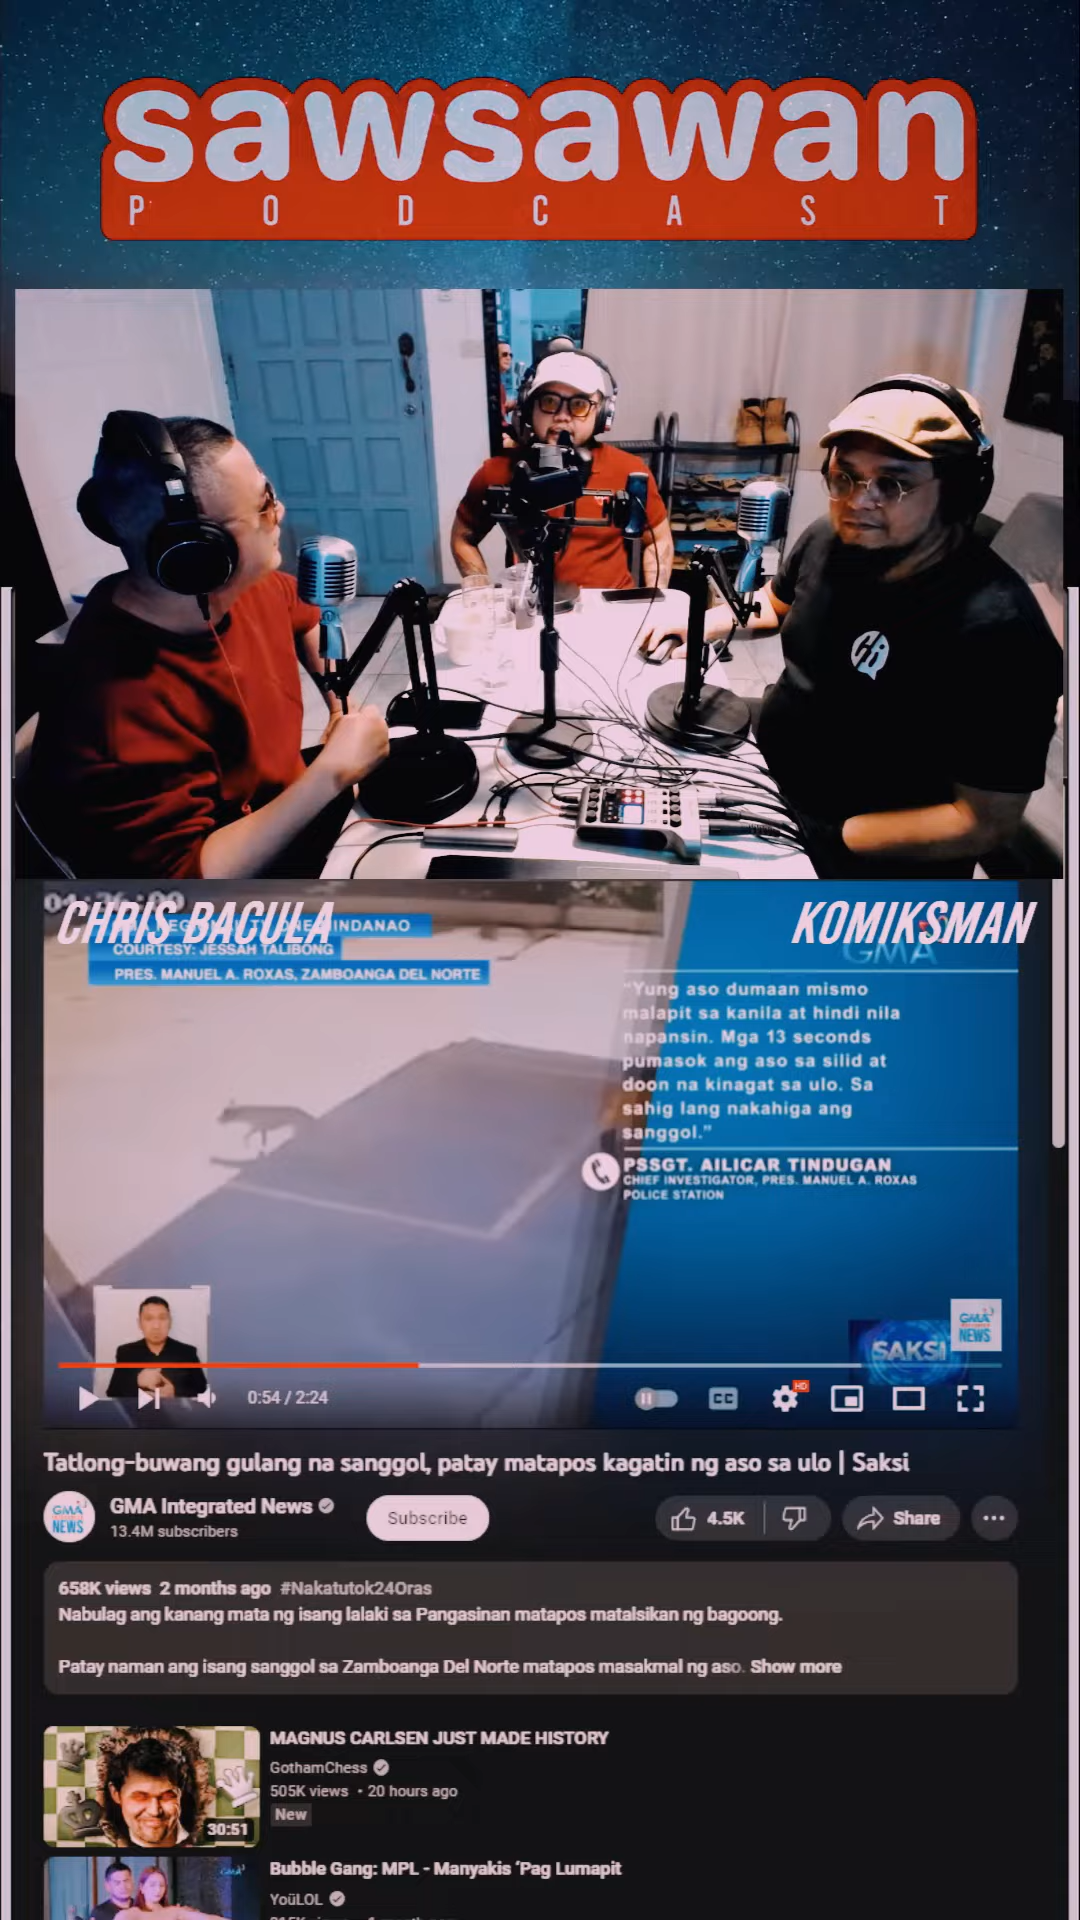 sawsawan
PODCAST
CHRIS BACULA
KOMIKSMAN
GMA
COURTESY: JESSAH TALIBONG
PRES. MANUEL A. ROXAS, ZAMBOANGA DEL NORTE
"Yung aso dumaan mismo
malapit sa kanila at hindi nila
napansin. Mga 13 seconds
pumasok ang aso sa silid at
doon na kinagat sa ulo. Sa
sahig lang nakahiga ang
sanggol."
PSSGT. AILICAR TINDUGAN
CHIEF INVESTIGATOR, PRES. MANUEL A. ROXAS
POLICE STATION
GMA
NEWS
SAKSI
0:54 / 2:24
CC
HD
Tatlong-buwang gulang na sanggol, patay matapos kagatin ng aso sa ulo | Saksi
GMA
NEWS
GMA Integrated News
13.4M subscribers
Subscribe
4.5K
Share
658K views 2 months ago #Nakatutok24Oras
Nabulag ang kanang mata ng isang lalaki sa Pangasinan matapos matalsikan ng bagoong.
Patay naman ang isang sanggol sa Zamboanga Del Norte matapos masakmal ng aso. Show more
30:51
MAGNUS CARLSEN JUST MADE HISTORY
GothamChess
505K views • 20 hours ago
New
Bubble Gang: MPL - Manyakis 'Pag Lumapit
YoüLOL